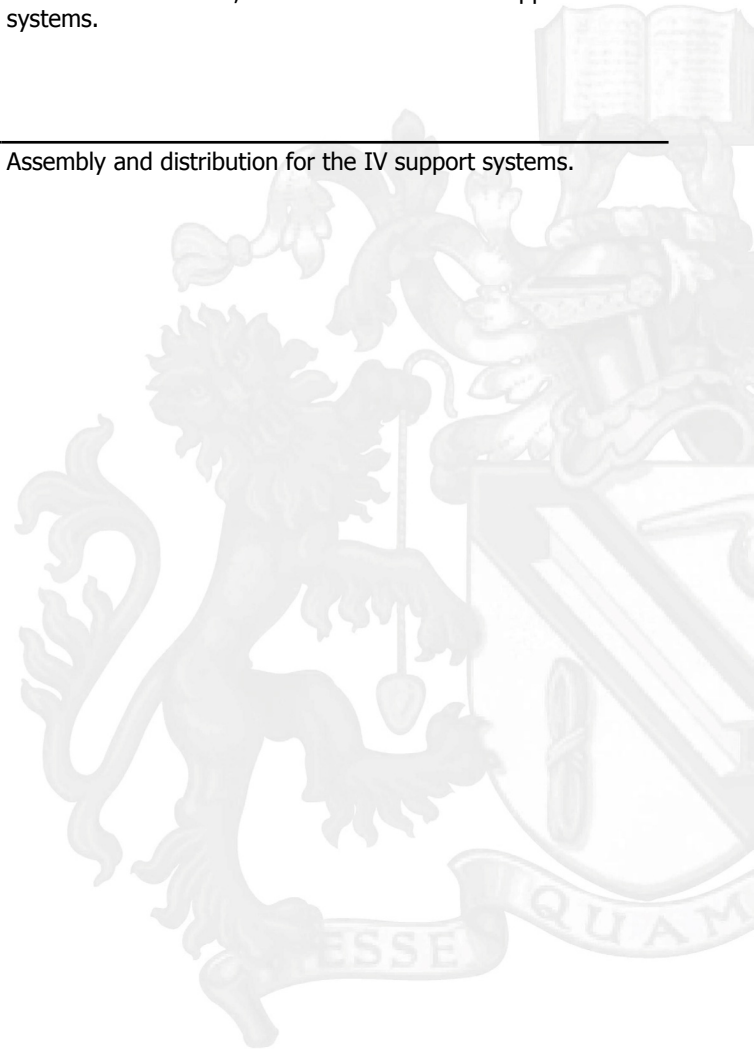 systems.
Assembly and distribution for the IV support systems.
ESSE
QUAM